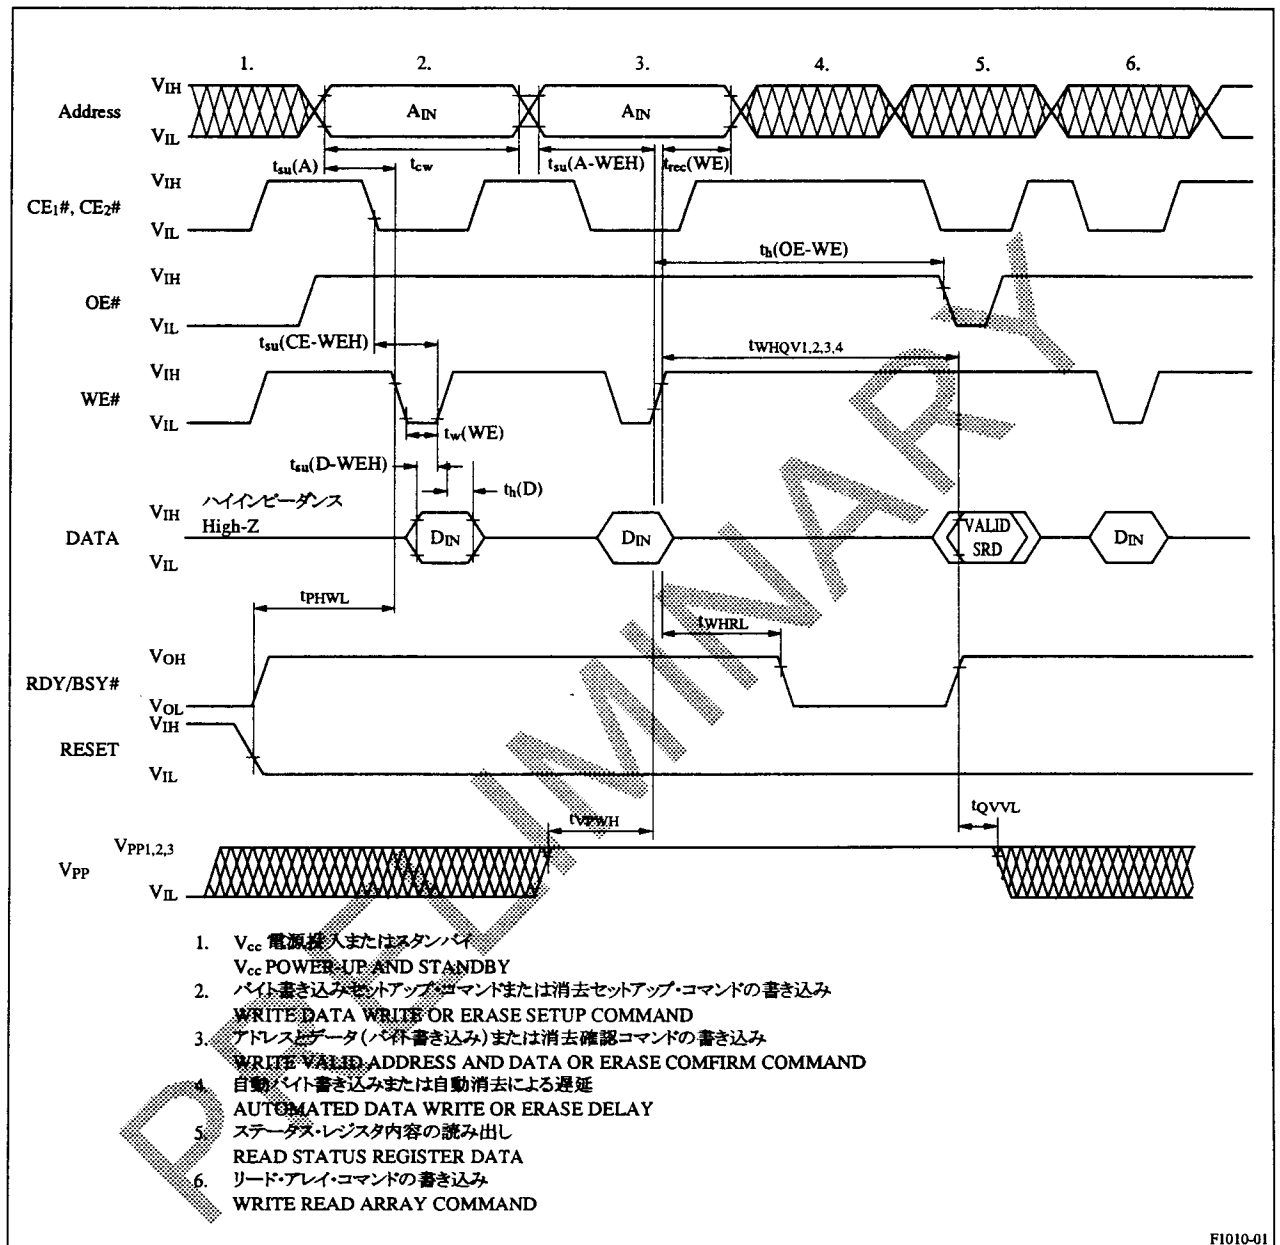 1. 2. 3. 4. 5. 6.
VIH
Address AIN AIN
VIL
tsu(A) tcw tsu(A-WEH) trec(WE)
VIH
CE1#, CE2#
VIL
th(OE-WE)
VIH
OE#
VIL
tsu(CE-WEH)
tWHQV1,2,3,4
VIH
WE#
VIL
tw(WE)
tsu(D-WEH)
th(D)
ハイインピーダンス
VIH High-Z
DATA DIN DIN VALID SRD DIN
VIL
tPHWL
tWHRL
VOH
RDY/BSY#
VOL
VIH
RESET
VIL
tVPWH
tQVVL
VPP1,2,3
VPP
VIL
1. Vcc 電源投入またはスタンバイ
Vcc POWER-UP AND STANDBY
2. バイト書き込みセットアップ・コマンドまたは消去セットアップ・コマンドの書き込み
WRITE DATA WRITE OR ERASE SETUP COMMAND
3. アドレスとデータ(バイト書き込み)または消去確認コマンドの書き込み
WRITE VALID ADDRESS AND DATA OR ERASE COMFIRM COMMAND
4. 自動バイト書き込みまたは自動消去による遅延
AUTOMATED DATA WRITE OR ERASE DELAY
5. ステータス・レジスタ内容の読み出し
READ STATUS REGISTER DATA
6. リード・アレイ・コマンドの書き込み
WRITE READ ARRAY COMMAND
PRELIMINARY
F1010-01